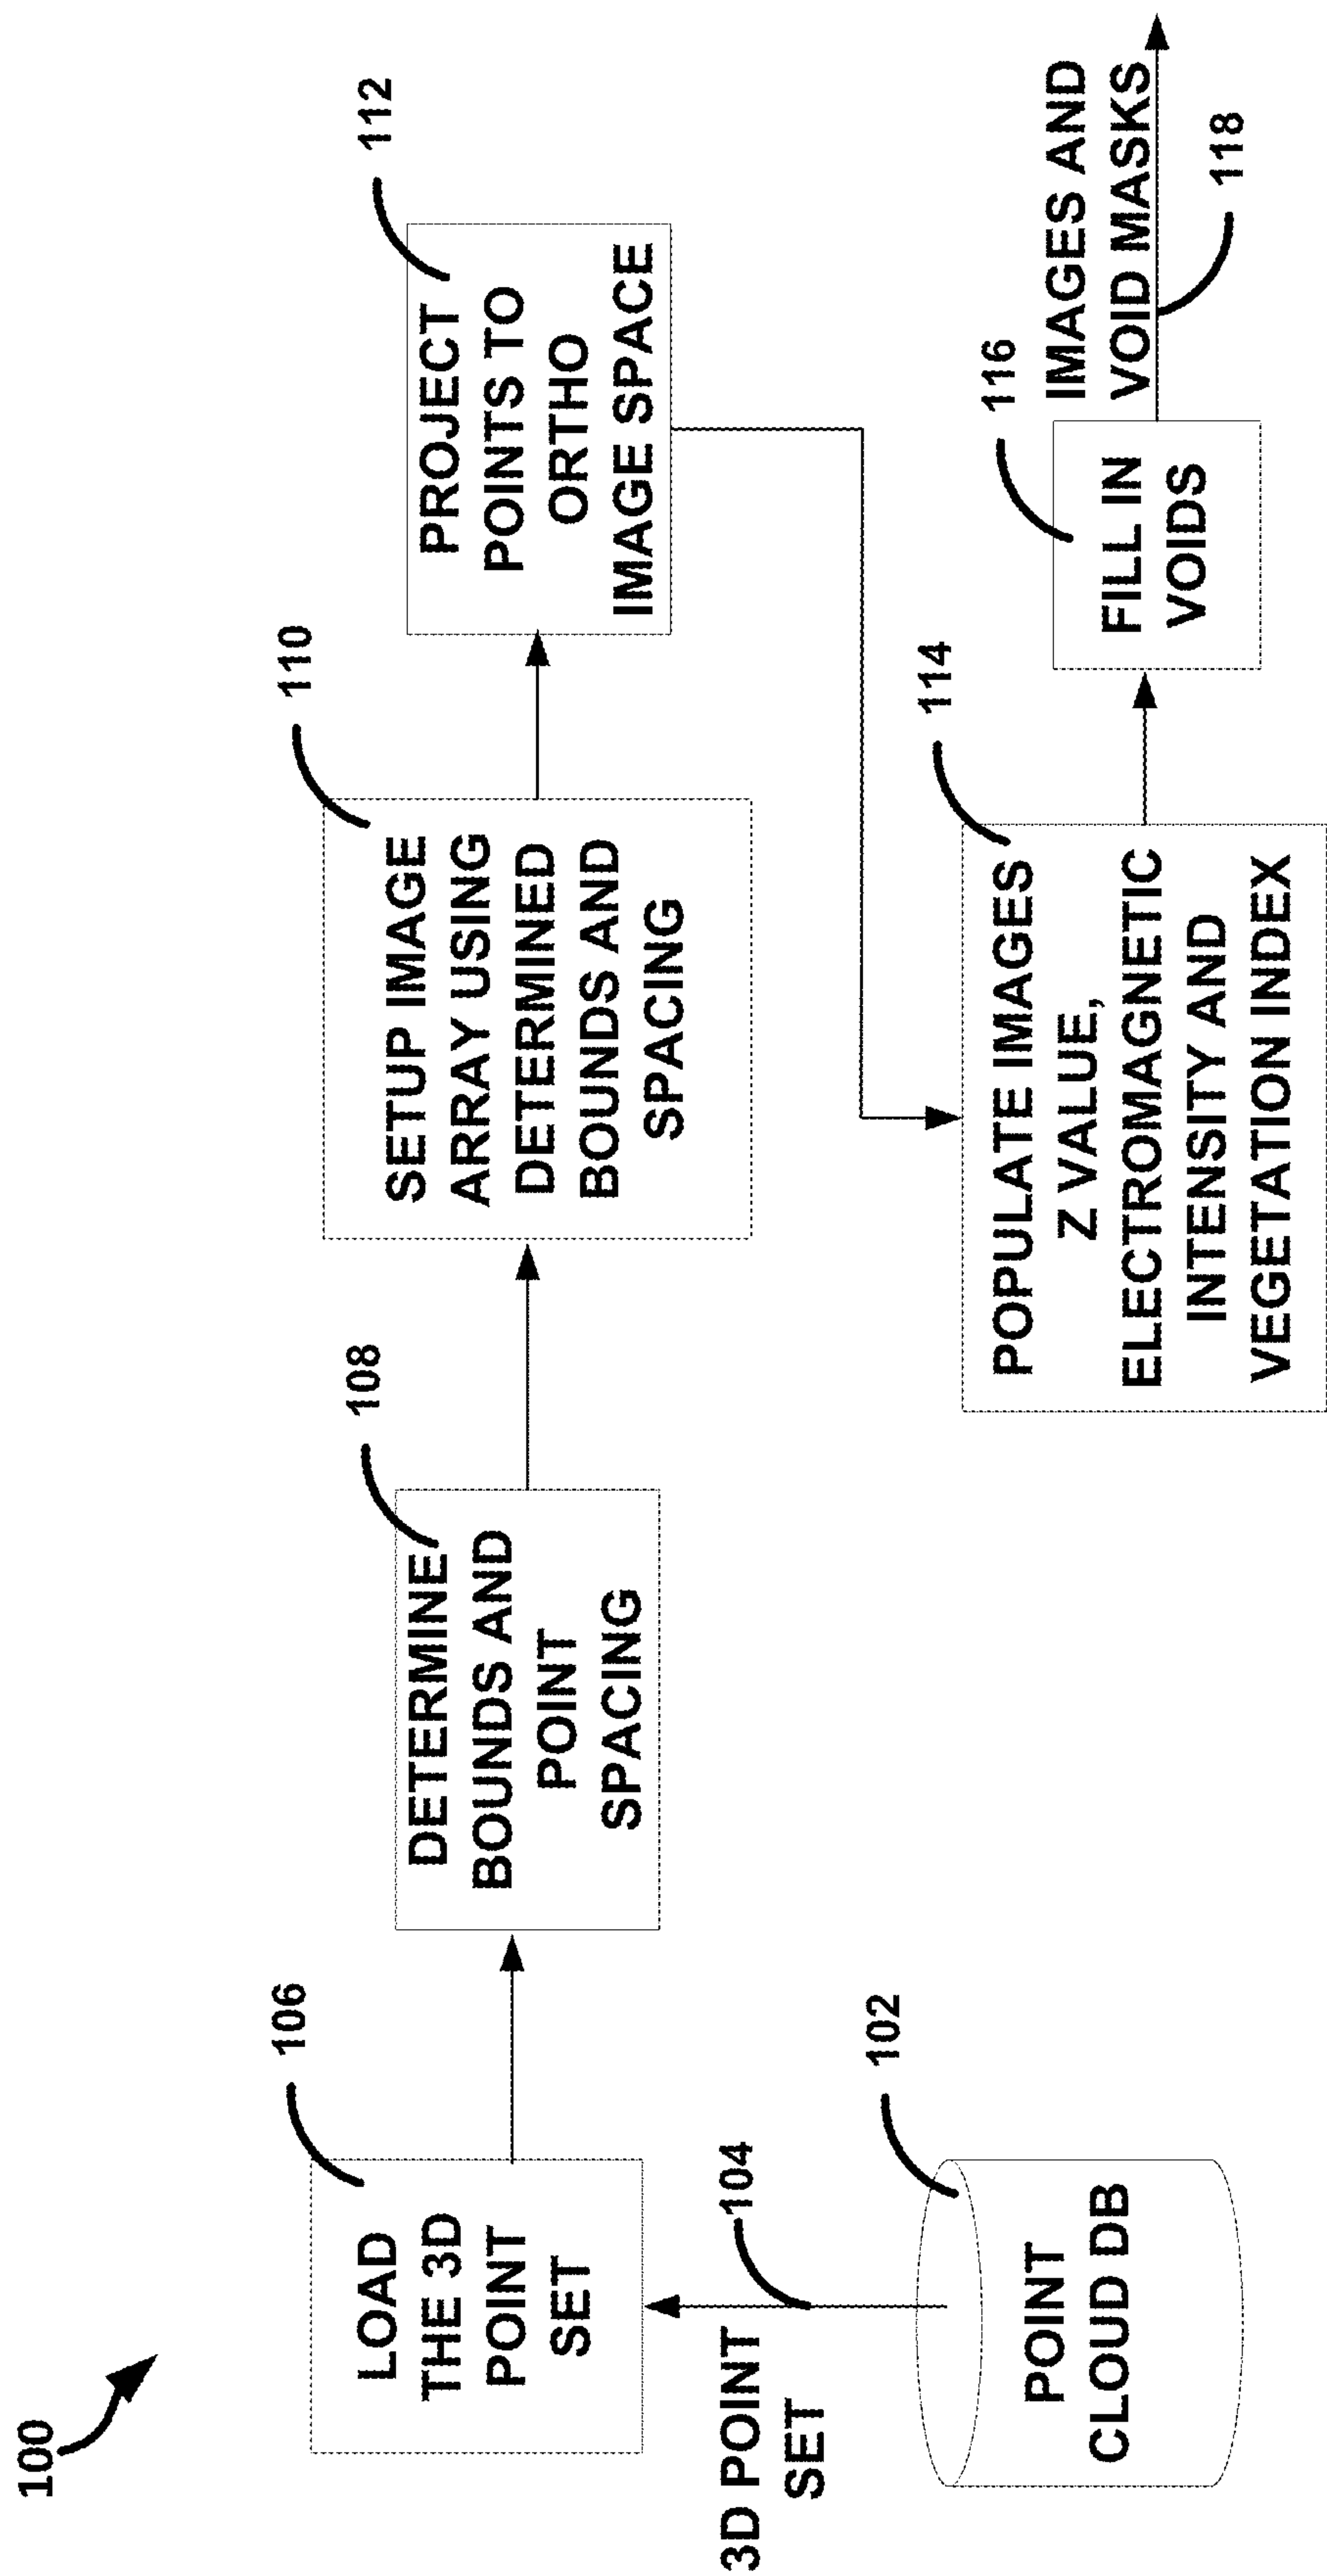 100
106
LOAD
THE 3D
POINT
SET
3D POINT
SET
104
102
POINT
CLOUD DB
108
DETERMINE
BOUNDS AND
POINT
SPACING
110
SETUP IMAGE
ARRAY USING
DETERMINED
BOUNDS AND
SPACING
112
PROJECT
POINTS TO
ORTHO
IMAGE SPACE
114
POPULATE IMAGES
Z VALUE,
ELECTROMAGNETIC
INTENSITY AND
VEGETATION INDEX
116
FILL IN
VOIDS
IMAGES AND
VOID MASKS
118